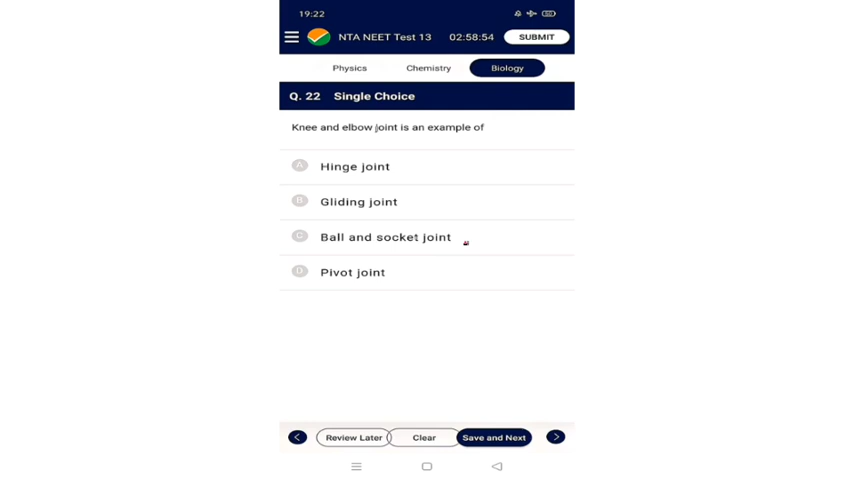 19:22
NTA NEET Test 13 02:58:54 SUBMIT
Physics Chemistry Biology
Q. 22 Single Choice
Knee and elbow joint is an example of
A Hinge joint
B Gliding joint
C Ball and socket joint
D Pivot joint
Review Later Clear Save and Next